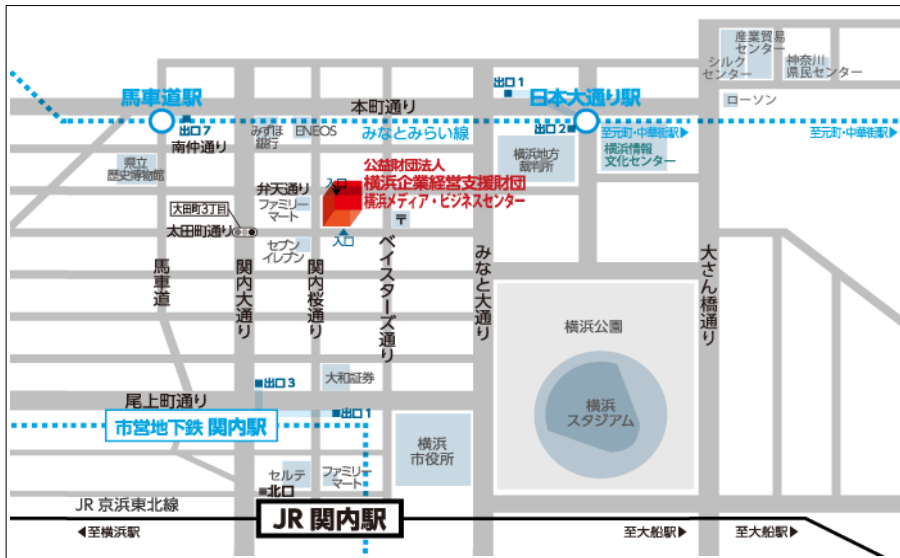 産業貿易
センター
シルク
センター
神奈川
県民センター
ローソン
出口1
馬車道駅
本町通り
日本大通り駅
出口7
みずほ
銀行
ENEOS
みなとみらい線
出口2
至元町・中華街駅▶
至元町・中華街駅▶
南仲通り
横浜地方
裁判所
横浜情報
文化センター
県立
歴史博物館
公益財団法人
横浜企業経営支援財団
横浜メディア・ビジネスセンター
入口
弁天通り
ファミリー
マート
大田町3丁目
太田町通り
〒
入口
セブン
イレブン
馬車道
関内大通り
関内桜通り
ベイスターズ通り
みなと大通り
大さん橋通り
横浜公園
横浜
スタジアム
出口3
大和証券
尾上町通り
出口1
市営地下鉄 関内駅
横浜
市役所
セルテ
ファミリー
マート
北口
JR 京浜東北線
JR 関内駅
◀至横浜駅
至大船駅▶
至大船駅▶